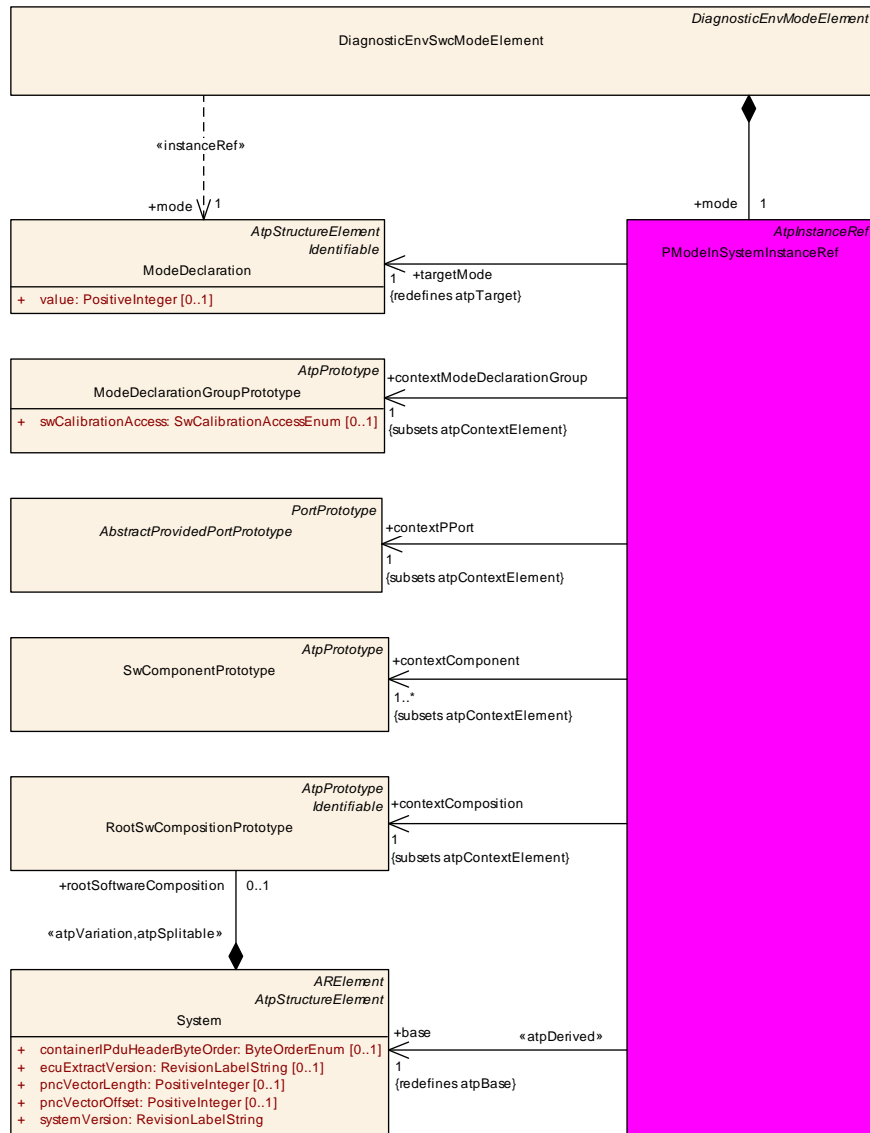 DiagnosticEnvModeElement
DiagnosticEnvSwcModeElement
«instanceRef»
+mode 1
+mode 1
AtpStructureElement
Identifiable
ModeDeclaration
+ value: PositiveInteger [0..1]
AtpInstanceRef
PModeInSystemInstanceRef
+targetMode
1
{redefines atpTarget}
AtpPrototype
ModeDeclarationGroupPrototype
+ swCalibrationAccess: SwCalibrationAccessEnum [0..1]
+contextModeDeclarationGroup
1
{subsets atpContextElement}
PortPrototype
AbstractProvidedPortPrototype
+contextPPort
1
{subsets atpContextElement}
AtpPrototype
SwComponentPrototype
+contextComponent
1..*
{subsets atpContextElement}
AtpPrototype
Identifiable
RootSwCompositionPrototype
+contextComposition
1
{subsets atpContextElement}
+rootSoftwareComposition 0..1
«atpVariation,atpSplitable»
ARElement
AtpStructureElement
System
+ containerIPduHeaderByteOrder: ByteOrderEnum [0..1]
+ ecuExtractVersion: RevisionLabelString [0..1]
+ pncVectorLength: PositiveInteger [0..1]
+ pncVectorOffset: PositiveInteger [0..1]
+ systemVersion: RevisionLabelString
+base «atpDerived»
1
{redefines atpBase}